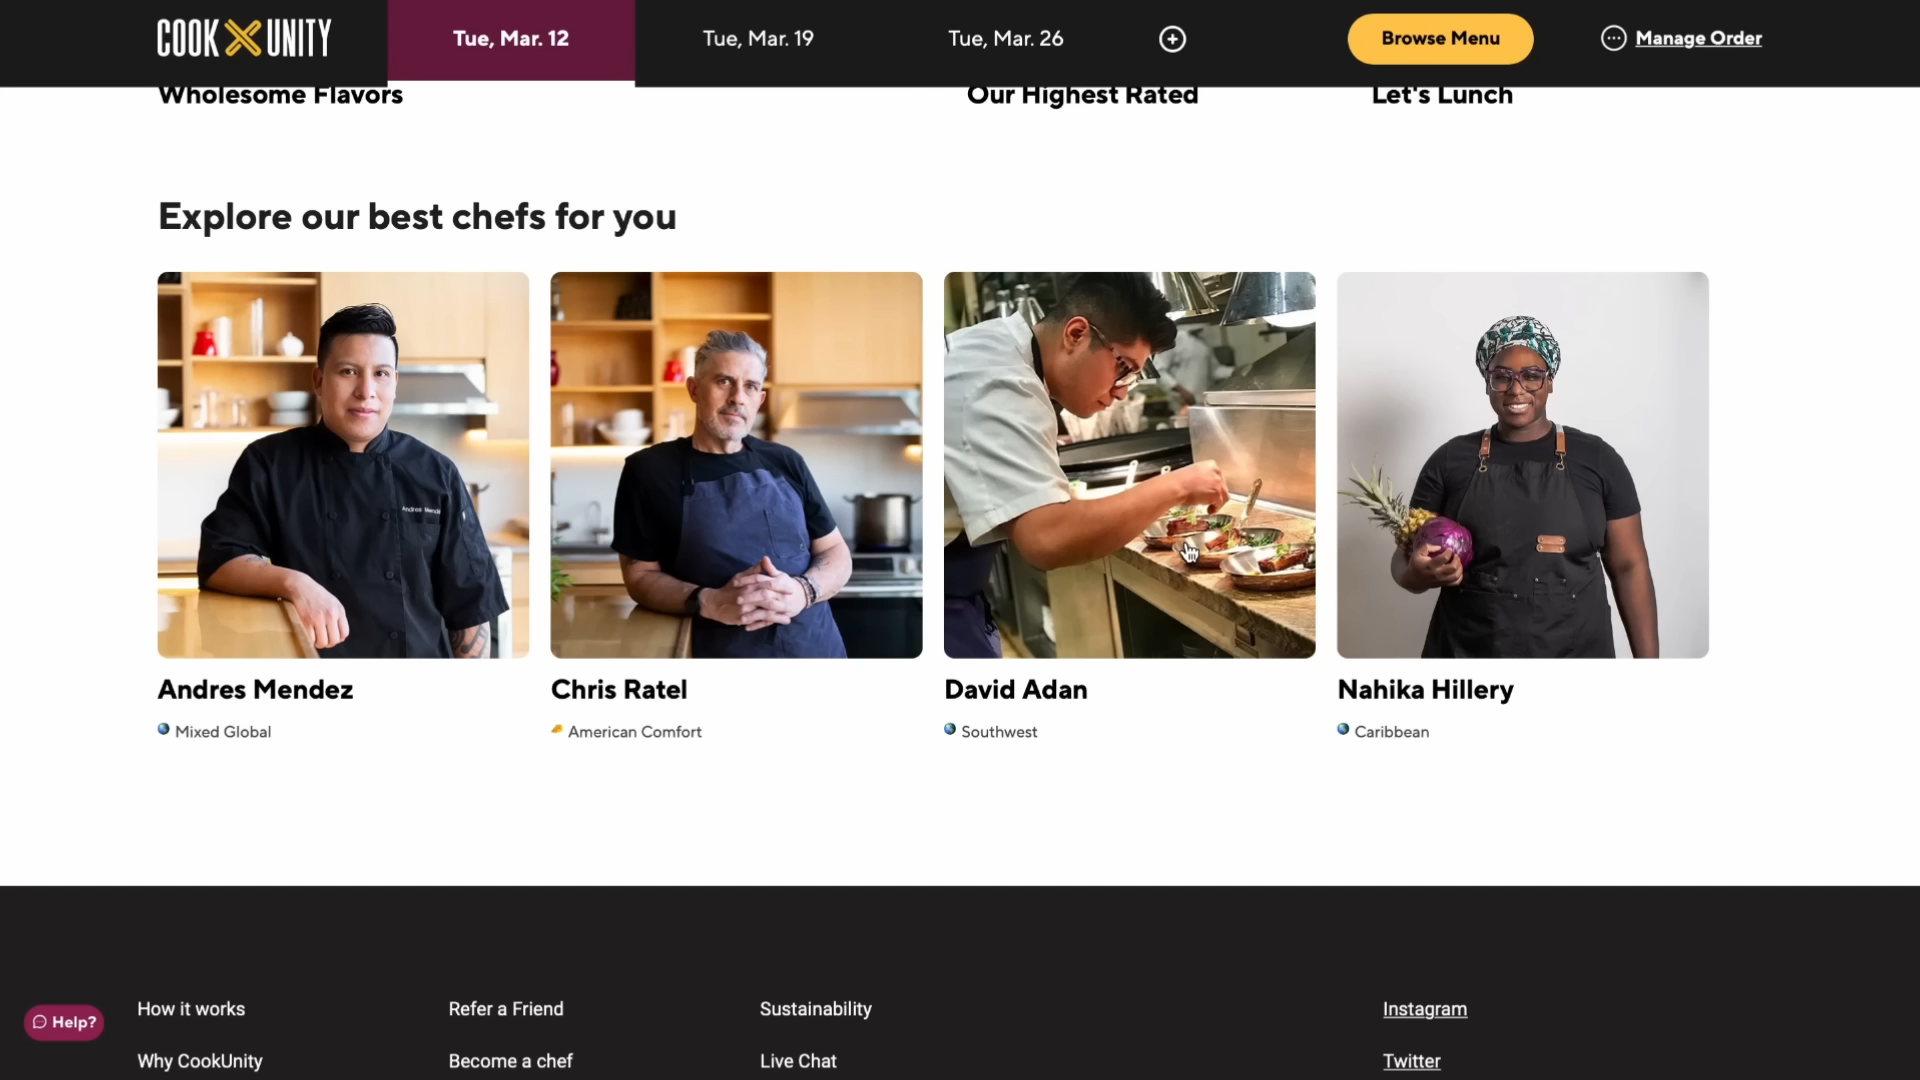 COOK UNITY
Tue, Mar. 12
Tue, Mar. 19
Tue, Mar. 26
Browse Menu
Manage Order
Wholesome Flavors
Our Highest Rated
Let's Lunch
Explore our best chefs for you
Andres Mendez
Chris Ratel
David Adan
Nahika Hillery
Mixed Global
American Comfort
Southwest
Caribbean
How it works
Refer a Friend
Sustainability
Instagram
Help?
Why CookUnity
Become a chef
Live Chat
Twitter